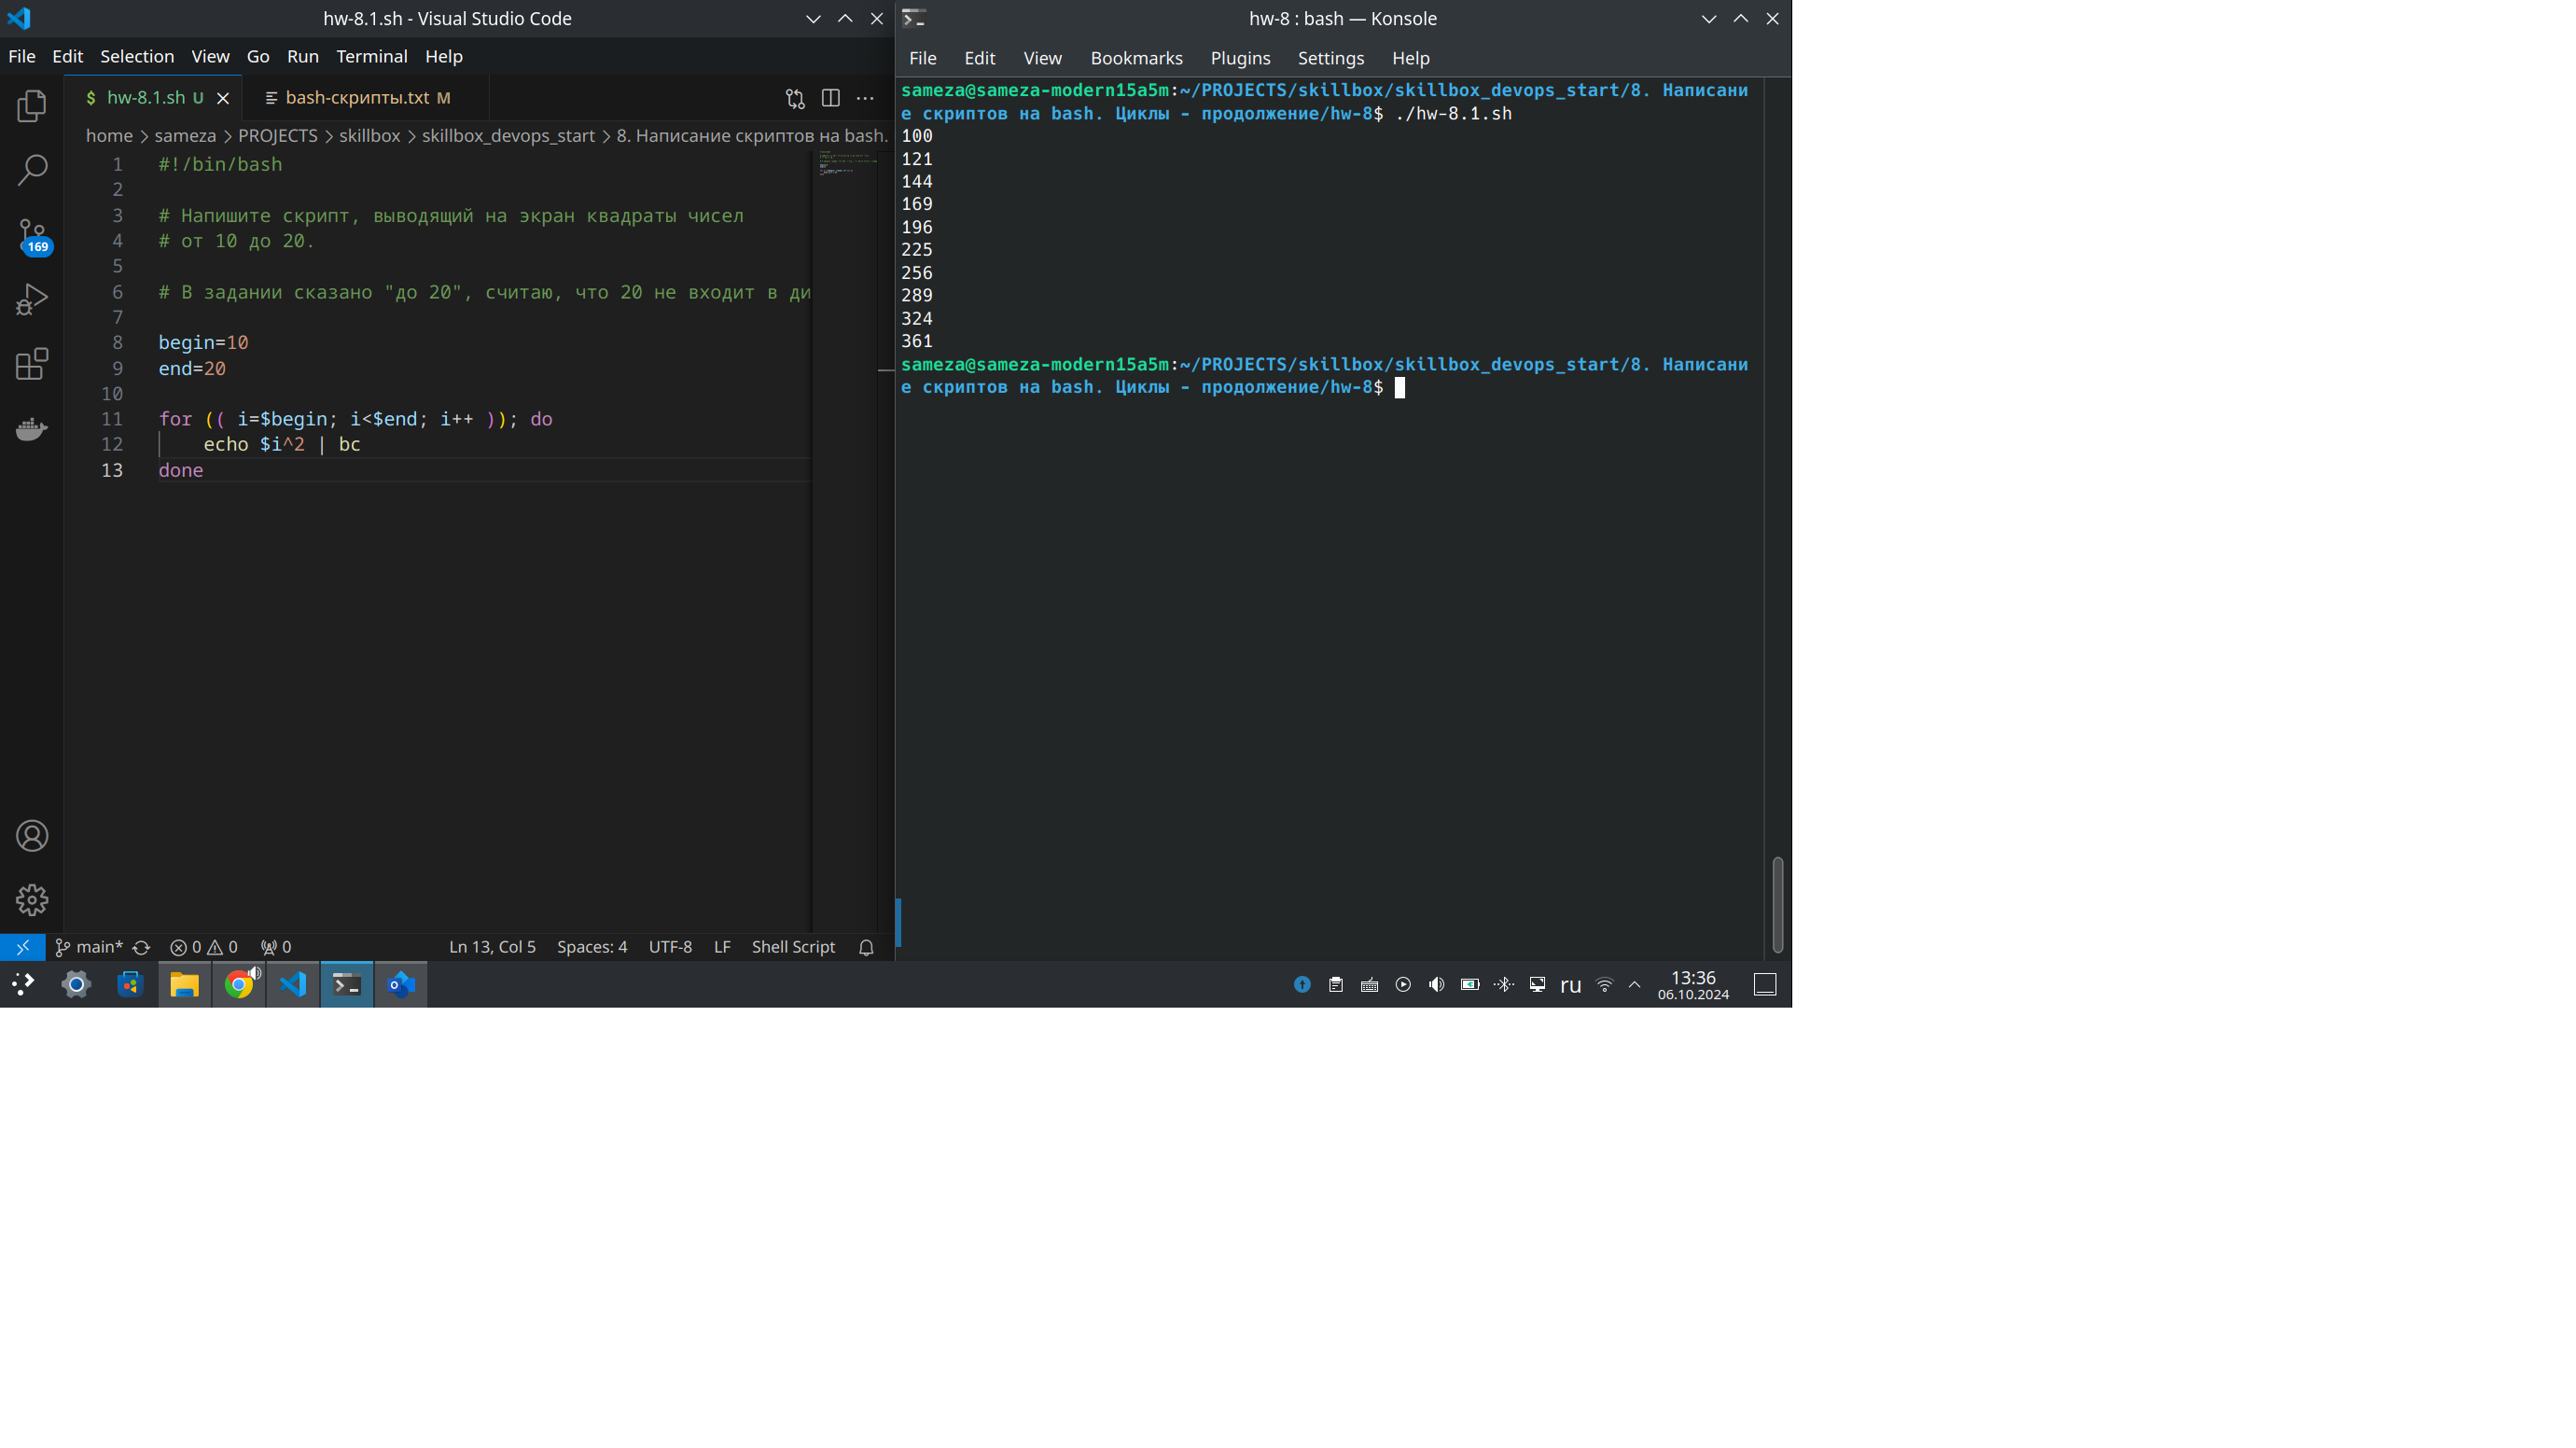 hw-8.1.sh - Visual Studio Code
File Edit Selection View Go Run Terminal Help
$ hw-8.1.sh U bash-скрипты.txt M
home > sameza > PROJECTS > skillbox > skillbox_devops_start > 8. Написание скриптов на bash.
1 #!/bin/bash
2
3 # Напишите скрипт, выводящий на экран квадраты чисел
4 # от 10 до 20.
5
6 # В задании сказано "до 20", считаю, что 20 не входит в ди
7
8 begin=10
9 end=20
10
11 for (( i=$begin; i<$end; i++ )); do
12 echo $i^2 | bc
13 done
169
main* 0 0 0 Ln 13, Col 5 Spaces: 4 UTF-8 LF Shell Script
hw-8 : bash — Konsole
File Edit View Bookmarks Plugins Settings Help
sameza@sameza-modern15a5m:~/PROJECTS/skillbox/skillbox_devops_start/8. Написани
е скриптов на bash. Циклы - продолжение/hw-8$ ./hw-8.1.sh
100
121
144
169
196
225
256
289
324
361
sameza@sameza-modern15a5m:~/PROJECTS/skillbox/skillbox_devops_start/8. Написани
е скриптов на bash. Циклы - продолжение/hw-8$
ru
13:36
06.10.2024